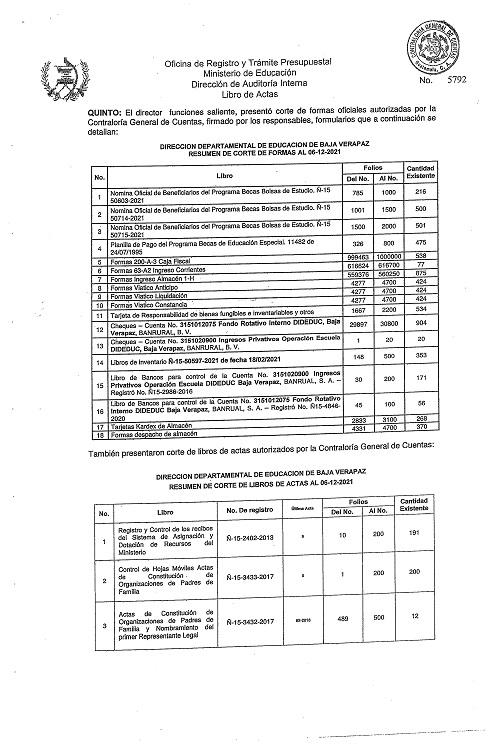 CONTRALORIA GENERAL DE CUENTAS
Guatemala, C. A.
Oficina de Registro y Trámite Presupuestal
Ministerio de Educación
Dirección de Auditoría Interna
Libro de Actas
No. 5792
QUINTO: El director funciones saliente, presentó corte de formas oficiales autorizadas por la
Contraloría General de Cuentas, firmado por los responsables, formularios que a continuación se
detallan:
DIRECCION DEPARTAMENTAL DE EDUCACION DE BAJA VERAPAZ
RESUMEN DE CORTE DE FORMAS AL 06-12-2021
No. Libro Folios Cantidad
Del No. Al No. Existente
1 Nomina Oficial de Beneficiarios del Programa Becas Bolsas de Estudio, Ñ-15 785 1000 216
50603-2021
2 Nomina Oficial de Beneficiarios del Programa Becas Bolsas de Estudio, Ñ-15 1001 1500 500
50714-2021
3 Nomina Oficial de Beneficiarios del Programa Becas Bolsas de Estudio, Ñ-15 1500 2000 501
50715-2021
4 Planilla de Pago del Programa Becas de Educación Especial. 11482 de 326 800 475
24/07/1995
5 Formas 200-A-3 Caja Fiscal 999463 1000000 538
6 Formas 63-A2 Ingreso Corrientes 616624 616700 77
7 Formas Ingreso Almacén 1-H 559376 560250 875
8 Formas Viatico Anticipo 4277 4700 424
9 Formas Viatico Liquidación 4277 4700 424
10 Formas Viatico Constancia 4277 4700 424
11 Tarjeta de Responsabilidad de bienes fungibles e inventariables y otros 1667 2200 534
12 Cheques – Cuenta No. 3151012075 Fondo Rotativo Interno DIDEDUC, Baja 29897 30800 904
Verapaz, BANRURAL, B. V.
13 Cheques – Cuenta No. 3151020900 Ingresos Privativos Operación Escuela 1 20 20
DIDEDUC, Baja Verapaz, BANRURAL, B. V.
14 Libros de Inventario Ñ-15-50597-2021 de fecha 18/02/2021 148 500 353
15 Libro de Bancos para control de la Cuenta No. 3151020900 Ingresos 30 200 171
Privativos Operación Escuela DIDEDUC Baja Verapaz, BANRUAL, S. A. –
Registró No. Ñ15-2986-2016
16 Libro de Bancos para control de la Cuenta No. 3151012075 Fondo Rotativo 45 100 56
Interno DIDEDUC Baja Verapaz, BANRUAL, S. A. – Registró No. Ñ15-4846-
2020
17 Tarjetas Kardex de Almacén 2833 3100 268
18 Formas despacho de almacén 4331 4700 370
También presentaron corte de libros de actas autorizados por la Contraloría General de Cuentas:
DIRECCION DEPARTAMENTAL DE EDUCACION DE BAJA VERAPAZ
RESUMEN DE CORTE DE LIBROS DE ACTAS AL 06-12-2021
No. Libro No. De registro Última Acta Folios Cantidad
Del No. Al No. Existente
1 Registro y Control de los recibos
del Sistema de Asignación y
Dotación de Recursos del
Ministerio
Ñ-15-2402-2013 10 200 191
2 Control de Hojas Móviles Actas
de Constitución de
Organizaciones de Padres de
Familia
Ñ-15-3433-2017 1 200 200
3 Actas de Constitución de
Organizaciones de Padres de
Familia y Nombramiento del
primer Representante Legal
Ñ-15-3432-2017 489 500 12